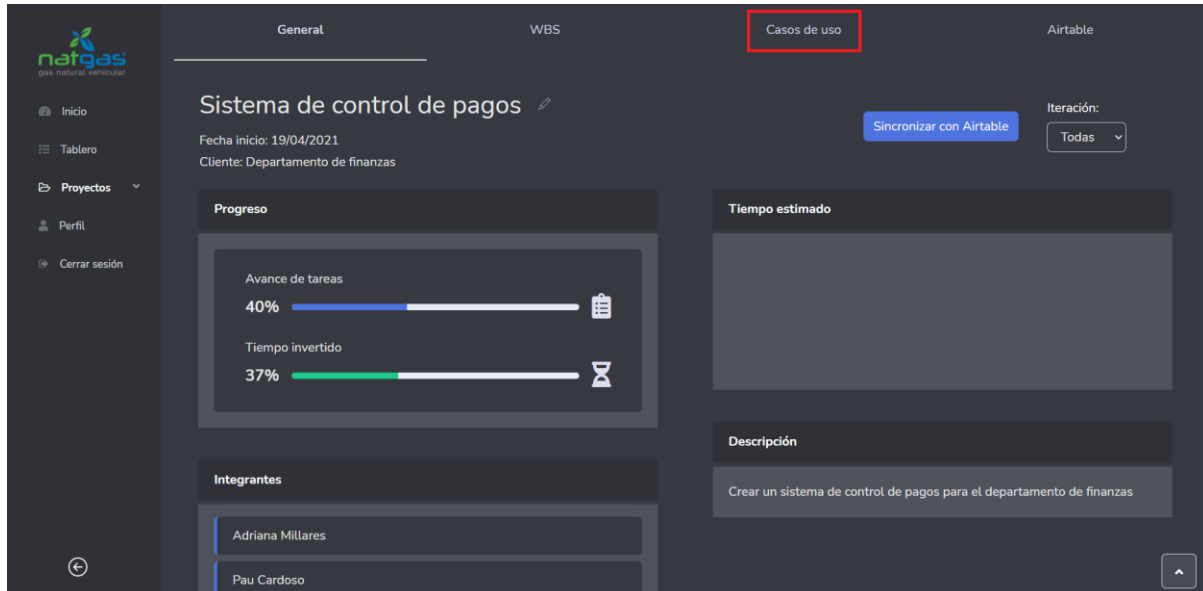 natgas
gas natural vehicular
Inicio
Tablero
Proyectos
Perfil
Cerrar sesión
General
WBS
Casos de uso
Airtable
Sistema de control de pagos
Fecha inicio: 19/04/2021
Cliente: Departamento de finanzas
Sincronizar con Airtable
Iteración:
Todas
Progreso
Avance de tareas
40%
Tiempo invertido
37%
Integrantes
Adriana Millares
Pau Cardoso
Tiempo estimado
Descripción
Crear un sistema de control de pagos para el departamento de finanzas